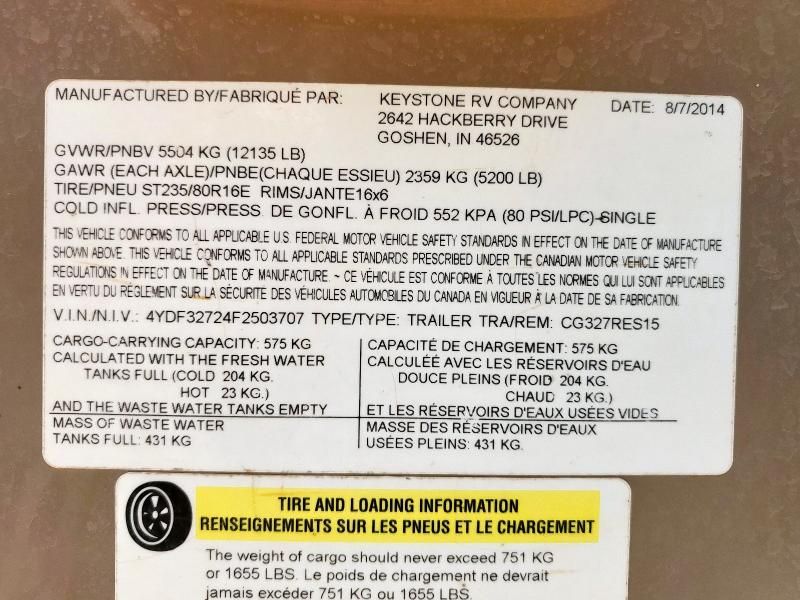 MANUFACTURED BY/FABRIQUÉ PAR: KEYSTONE RV COMPANY DATE: 8/7/2014
2642 HACKBERRY DRIVE
GOSHEN, IN 46526
GVWR/PNBV 5504 KG (12135 LB)
GAWR (EACH AXLE)/PNBE(CHAQUE ESSIEU) 2359 KG (5200 LB)
TIRE/PNEU ST235/80R16E RIMS/JANTE16x6
COLD INFL. PRESS/PRESS. DE GONFL. À FROID 552 KPA (80 PSI/LPC)-SINGLE
THIS VEHICLE CONFORMS TO ALL APPLICABLE U.S. FEDERAL MOTOR VEHICLE SAFETY STANDARDS IN EFFECT ON THE DATE OF MANUFACTURE
SHOWN ABOVE. THIS VEHICLE CONFORMS TO ALL APPLICABLE STANDARDS PRESCRIBED UNDER THE CANADIAN MOTOR VEHICLE SAFETY
REGULATIONS IN EFFECT ON THE DATE OF MANUFACTURE. ~ CE VÉHICULE EST CONFORME À TOUTES LES NORMES QUI LUI SONT APPLICABLES
EN VERTU DU RÉGLEMENT SUR LA SÉCURITÉ DES VÉHICULES AUTOMOBILES DU CANADA EN VIGUEUR À LA DATE DE SA FABRICATION.
V.I.N./N.I.V.: 4YDF32724F2503707 TYPE/TYPE: TRAILER TRA/REM: CG327RES15
CARGO-CARRYING CAPACITY: 575 KG
CALCULATED WITH THE FRESH WATER
TANKS FULL (COLD 204 KG.
HOT 23 KG.)
AND THE WASTE WATER TANKS EMPTY
MASS OF WASTE WATER
TANKS FULL: 431 KG
CAPACITÉ DE CHARGEMENT: 575 KG
CALCULÉE AVEC LES RÉSERVOIRS D'EAU
DOUCE PLEINS (FROID 204 KG.
CHAUD 23 KG.)
ET LES RÉSERVOIRS D'EAUX USÉES VIDES
MASSE DES RÉSERVOIRS D'EAUX
USÉES PLEINS: 431 KG.
TIRE AND LOADING INFORMATION
RENSEIGNEMENTS SUR LES PNEUS ET LE CHARGEMENT
The weight of cargo should never exceed 751 KG
or 1655 LBS. Le poids de chargement ne devrait
jamais excéder 751 KG ou 1655 LBS.